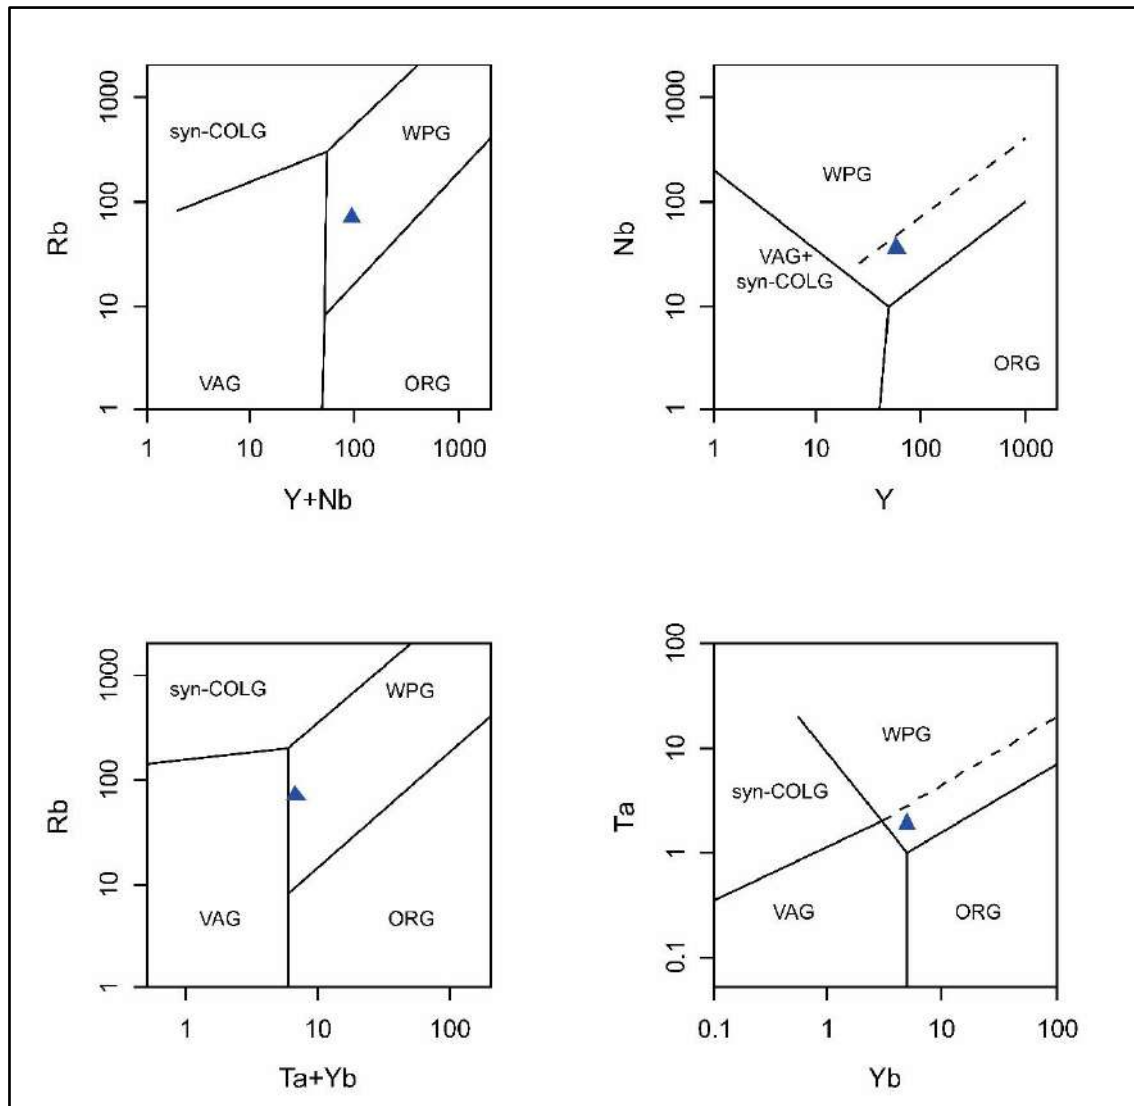 1000
100
10
1
Rb
syn-COLG
WPG
VAG
ORG
1
10
100
1000
Y+Nb
1000
100
10
1
Nb
WPG
VAG+
syn-COLG
ORG
1
10
100
1000
Y
1000
100
10
1
Rb
syn-COLG
WPG
VAG
ORG
1
10
100
Ta+Yb
100
10
1
0.1
Ta
WPG
syn-COLG
VAG
ORG
0.1
1
10
100
Yb